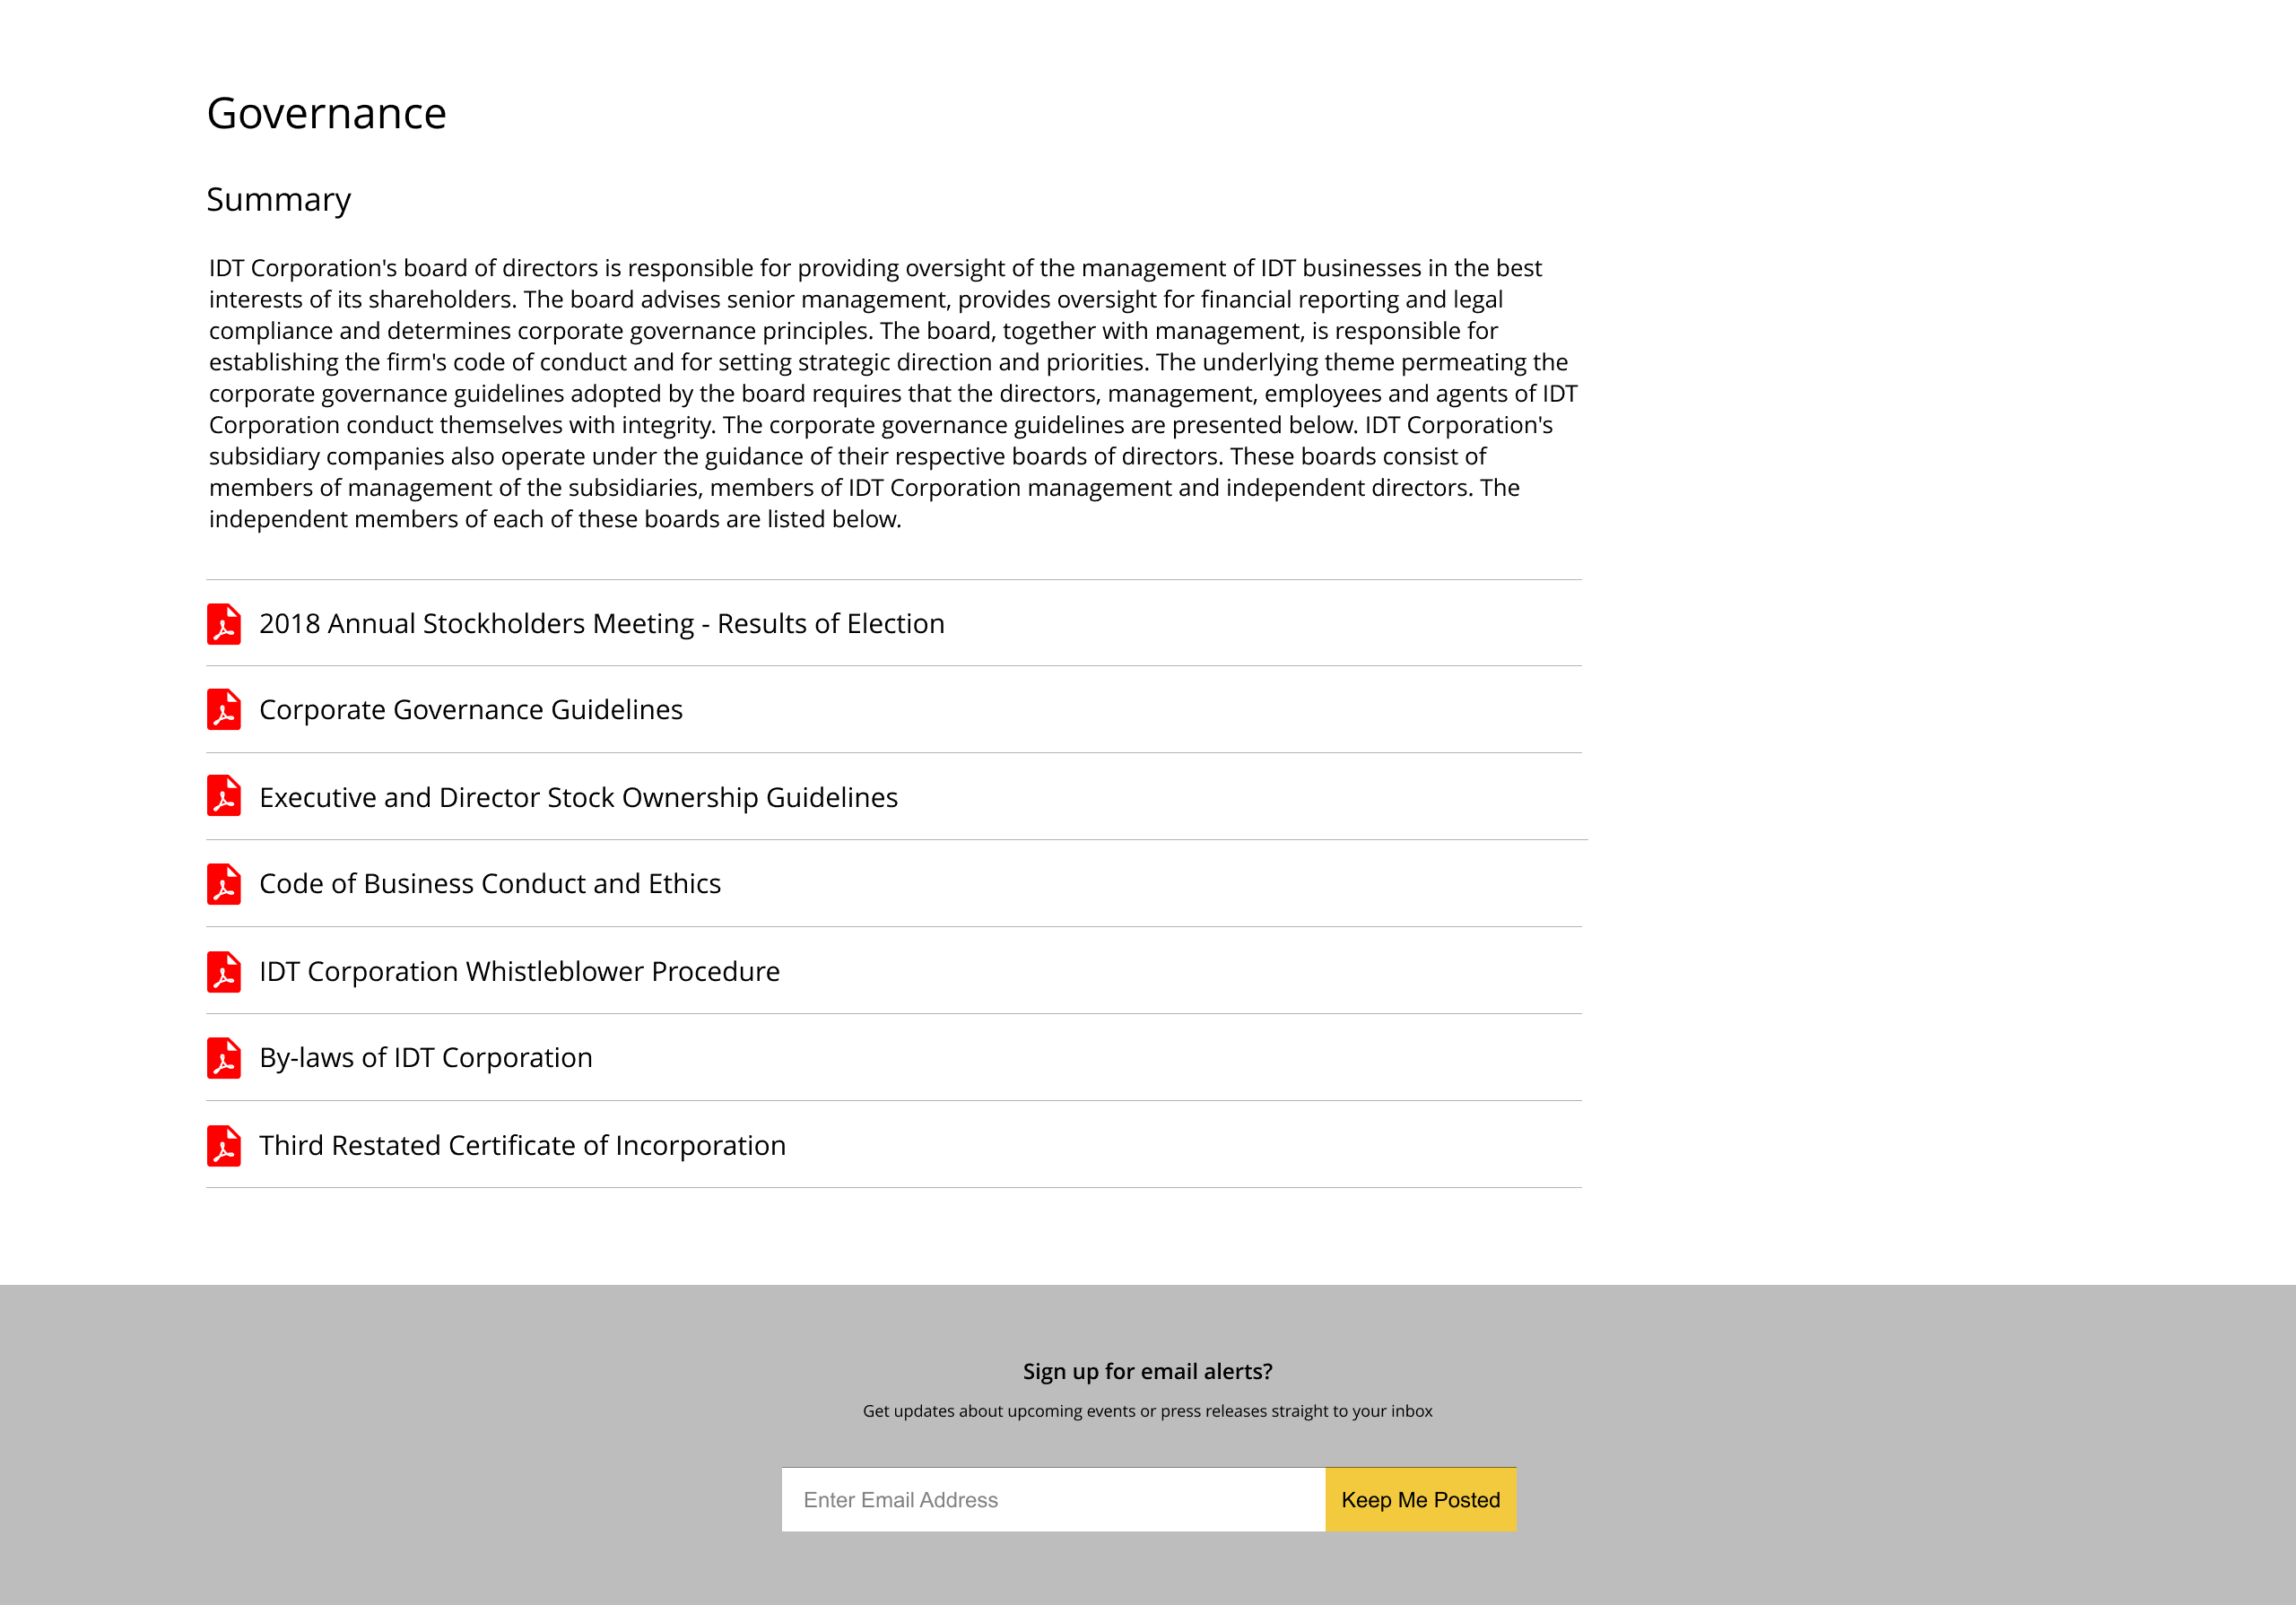 Governance
Summary
IDT Corporation's board of directors is responsible for providing oversight of the management of IDT businesses in the best
interests of its shareholders. The board advises senior management, provides oversight for financial reporting and legal
compliance and determines corporate governance principles. The board, together with management, is responsible for
establishing the firm's code of conduct and for setting strategic direction and priorities. The underlying theme permeating the
corporate governance guidelines adopted by the board requires that the directors, management, employees and agents of IDT
Corporation conduct themselves with integrity. The corporate governance guidelines are presented below. IDT Corporation's
subsidiary companies also operate under the guidance of their respective boards of directors. These boards consist of
members of management of the subsidiaries, members of IDT Corporation management and independent directors. The
independent members of each of these boards are listed below.
2018 Annual Stockholders Meeting - Results of Election
Corporate Governance Guidelines
Executive and Director Stock Ownership Guidelines
Code of Business Conduct and Ethics
IDT Corporation Whistleblower Procedure
By-laws of IDT Corporation
Third Restated Certificate of Incorporation
Sign up for email alerts?
Get updates about upcoming events or press releases straight to your inbox
Enter Email Address
Keep Me Posted